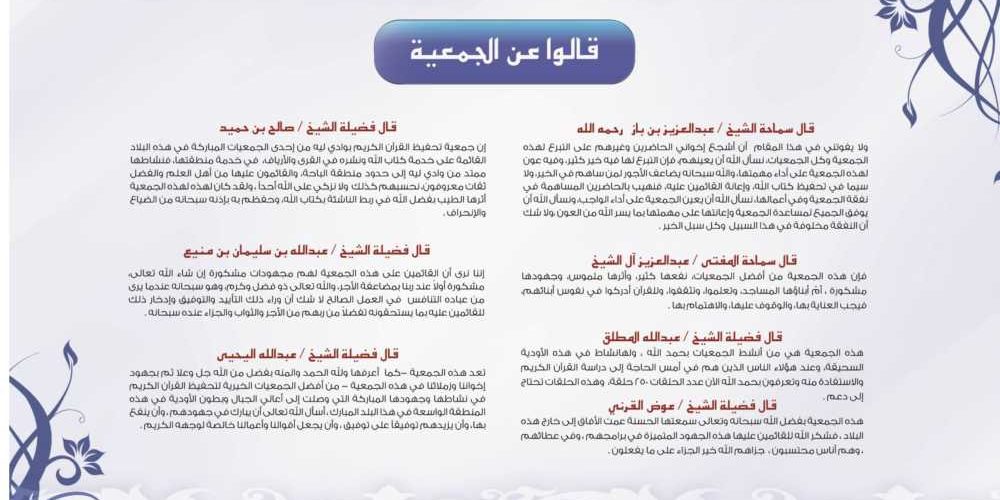 قالوا عن الجمعية
قال سماحة الشيخ / عبدالعزيز بن باز رحمه الله
ولا يفوتني في هذا المقام أن أشجع إخواني الحاضرين وغيرهم على التبرع لهذه
الجمعية وكل الجمعيات، نسأل الله أن يعينهم، فإن التبرع لها فيه خير كثير، وفيه عون
لهذه الجمعية على أداء مهمتها، والله سبحانه يضاعف الأجور لمن ساهم في الخير، ولا
سيما في تحفيظ كتاب الله، وإعانة القائمين عليه، فنهيب بالحاضرين المساهمة في
نفقة الجمعية وفي أعمالها، نسأل الله أن يعين الجمعية على أداء الواجب، ونسأل الله أن
يوفق الجميع لمساعدة الجمعية وإعانتها على مهمتها بما يسر الله من العون ،ولا شك
أن النفقة مخلوفة في هذا السبيل وكل سبل الخير .
قال سماحة المفتي / عبدالعزيز آل الشيخ
فإن هذه الجمعية من أفضل الجمعيات، نفعها كثير، وأثرها ملموس، وجهودها
مشكورة ، أمّ أبناؤها المساجد، وتعلموا، وتثقفوا، وللقرآن أدركوا في نفوس أبنائهم،
فيجب العناية بها، والوقوف عليها، والاهتمام بها .
قال فضيلة الشيخ / عبدالله المطلق
هذه الجمعية هي من أنشط الجمعيات بحمد الله ، ولهانشاط في هذه الأودية
السحيقة، وعند هؤلاء الناس الذين هم في أمس الحاجة إلى دراسة القرآن الكريم
والاستفادة منه وتعرفون بحمد الله الآن عدد الحلقات ٢٥٠ حلقة، وهذه الحلقات تحتاج
إلى دعم .
قال فضيلة الشيخ / عوض القرني
هذه الجمعية بفضل الله سبحانه وتعالى سمعتها الحسنة عمت الآفاق إلى خارج هذه
البلاد ، فشكر الله للقائمين عليها هذه الجهود المتميزة في برامجهم ، وفي عطائهم
، وهم أناس محتسبون ، جزاهم الله خير الجزاء على ما يفعلون .
قال فضيلة الشيخ / صالح بن حميد
إن جمعية تحفيظ القرآن الكريم بوادي ليه من إحدى الجمعيات المباركة في هذه البلاد
القائمة على خدمة كتاب الله ونشره في القرى والأرياف، في خدمة منطقتها، فنشاطها
ممتد من وادي ليه إلى حدود منطقة الباحة، والقائمون عليها من أهل العلم والفضل
ثقات معروفون، نحسبهم كذلك ولا نزكي على الله أحداً ، ولقد كان لهذه لهذه الجمعية
أثرها الطيب بفضل الله في ربط الناشئة بكتاب الله، وحفظهم به بإذنه سبحانه من الضياع
والإنحراف .
قال فضيلة الشيخ / عبدالله بن سليمان بن منيع
إننا نرى أن القائمين على هذه الجمعية لهم مجهودات مشكورة إن شاء الله تعالى،
مشكورة أولا عند ربنا بمضاعفة الأجر، والله تعالى ذو فضل وكرم، وهو سبحانه عندما يرى
من عباده التنافس في العمل الصالح لا شك أن وراء ذلك التأييد والتوفيق وإدخار ذلك
للقائمين عليه بما يستحقونه تفضلاً من ربهم من الأجر والثواب والجزاء عنده سبحانه .
قال فضيلة الشيخ / عبدالله اليحيى
تعد هذه الجمعية –كما أعرفها ولله الحمد والمنه بفضل من الله جل وعلا ثم بجهود
إخواننا وزملائنا في هذه الجمعية – من أفضل الجمعيات الخيرية لتحفيظ القرآن الكريم
في نشاطها وجهودها المباركة التي وصلت إلى أعالي الجبال وبطون الأودية في هذه
المنطقة الواسعة في هذا البلد المبارك، أسأل الله تعالى أن يبارك في جهودهم ، وأن ينفع
بها، وأن يزيدهم توفيقاً على توفيق ، وأن يجعل أقوالنا وأعمالنا خالصة لوجهه الكريم .